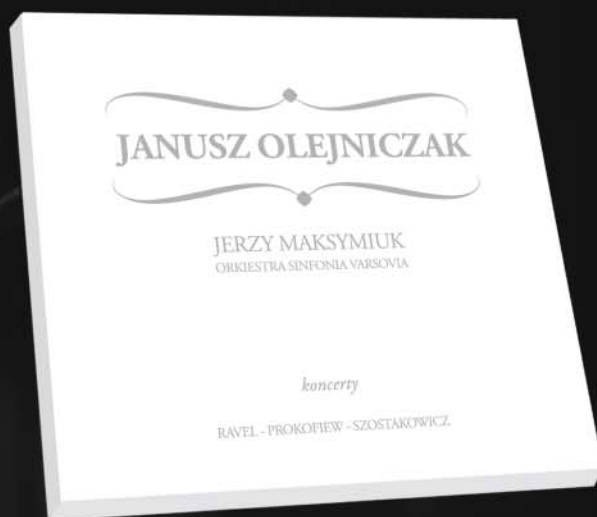 JANUSZ OLEJNICZAK
JERZY MAKSYMIUK
ORKIESTRA SINFONIA VARSOVIA
koncerty
RAVEL - PROKOFIEW - SZOSTAKOWICZ